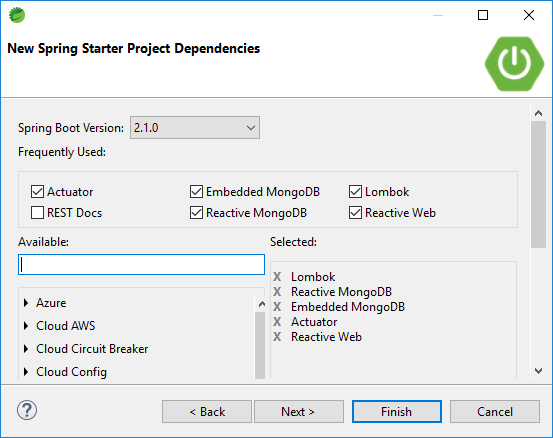 New Spring Starter Project Dependencies
Spring Boot Version: 2.1.0
Frequently Used:
Actuator Embedded MongoDB Lombok
REST Docs Reactive MongoDB Reactive Web
Available:
Selected:
Azure
Cloud AWS
Cloud Circuit Breaker
Cloud Config
X Lombok
X Reactive MongoDB
X Embedded MongoDB
X Actuator
X Reactive Web
? < Back Next > Finish Cancel